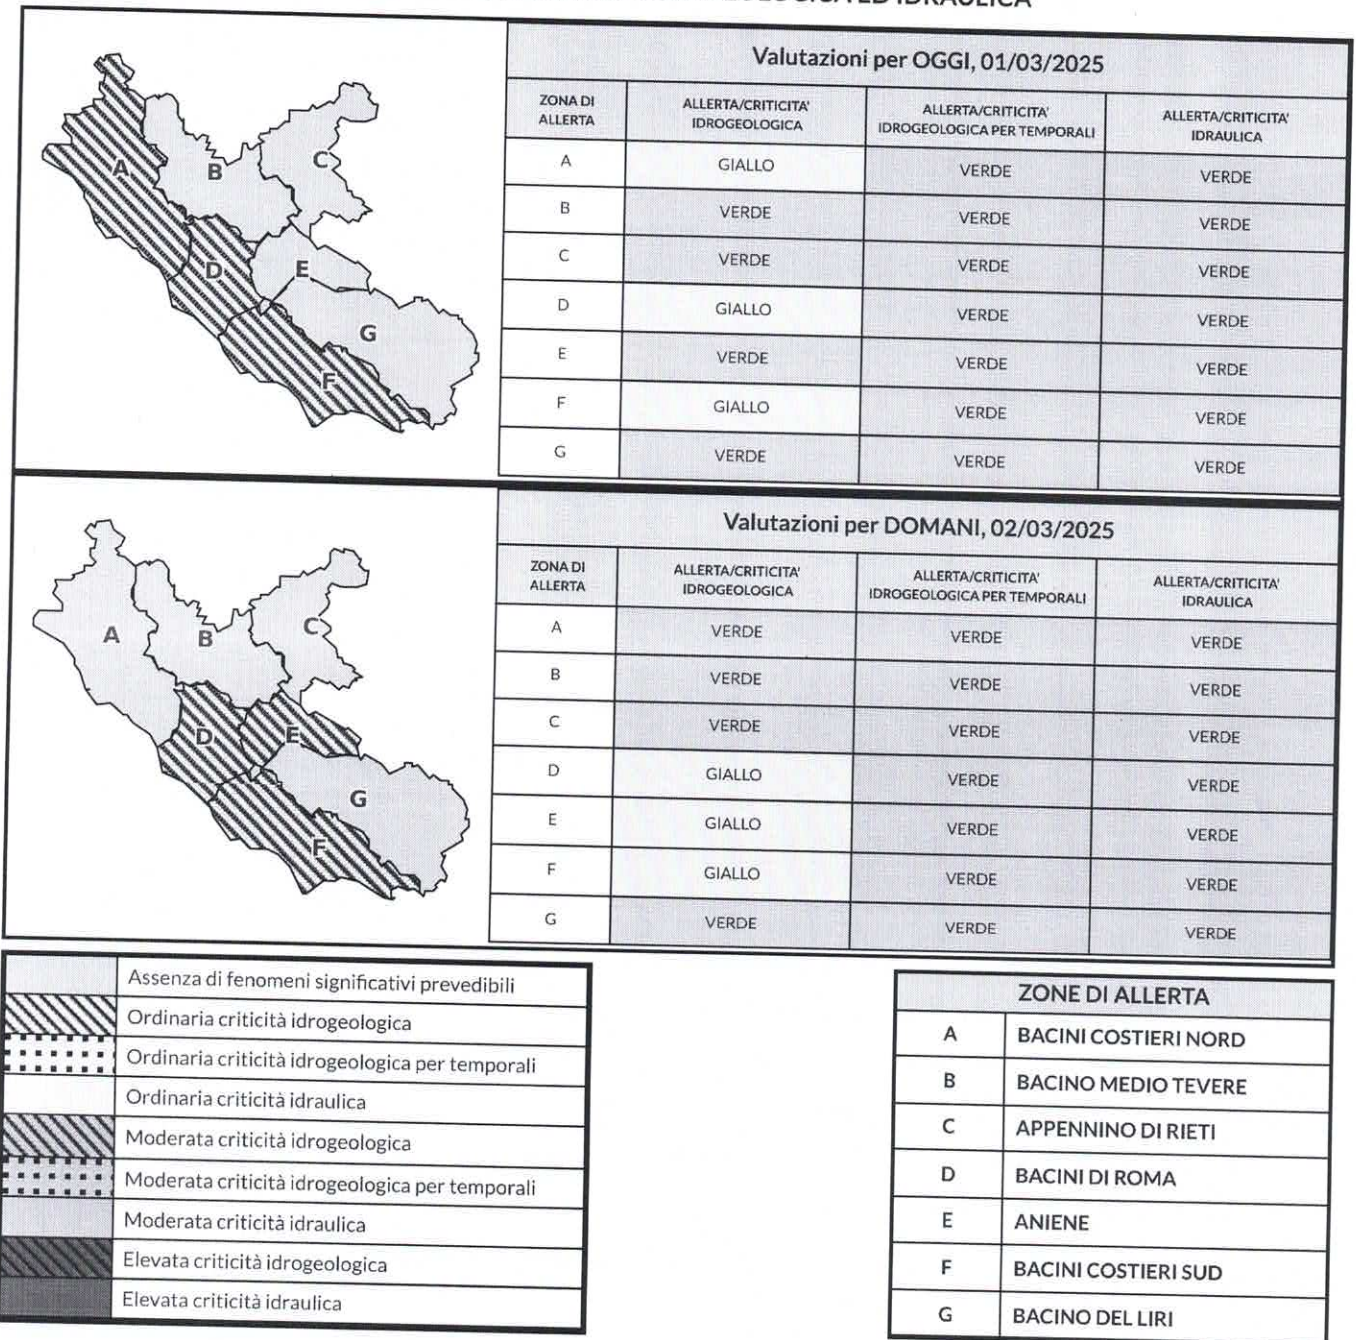 IDRAULICA
Valutazioni per OGGI, 01/03/2025
ZONA DI ALLERTA
ALLERTA/CRITICITA' IDROGEOLOGICA
ALLERTA/CRITICITA' IDROGEOLOGICA PER TEMPORALI
ALLERTA/CRITICITA' IDRAULICA
A GIALLO VERDE VERDE
B VERDE VERDE VERDE
C VERDE VERDE VERDE
D GIALLO VERDE VERDE
E VERDE VERDE VERDE
F GIALLO VERDE VERDE
G VERDE VERDE VERDE
A
B
C
D
E
G
F
Valutazioni per DOMANI, 02/03/2025
ZONA DI ALLERTA
ALLERTA/CRITICITA' IDROGEOLOGICA
ALLERTA/CRITICITA' IDROGEOLOGICA PER TEMPORALI
ALLERTA/CRITICITA' IDRAULICA
A VERDE VERDE VERDE
B VERDE VERDE VERDE
C VERDE VERDE VERDE
D GIALLO VERDE VERDE
E GIALLO VERDE VERDE
F GIALLO VERDE VERDE
G VERDE VERDE VERDE
A
B
C
D
E
G
F
Assenza di fenomeni significativi prevedibili
Ordinaria criticità idrogeologica
Ordinaria criticità idrogeologica per temporali
Ordinaria criticità idraulica
Moderata criticità idrogeologica
Moderata criticità idrogeologica per temporali
Moderata criticità idraulica
Elevata criticità idrogeologica
Elevata criticità idraulica
ZONE DI ALLERTA
A BACINI COSTIERI NORD
B BACINO MEDIO TEVERE
C APPENNINO DI RIETI
D BACINI DI ROMA
E ANIENE
F BACINI COSTIERI SUD
G BACINO DEL LIRI